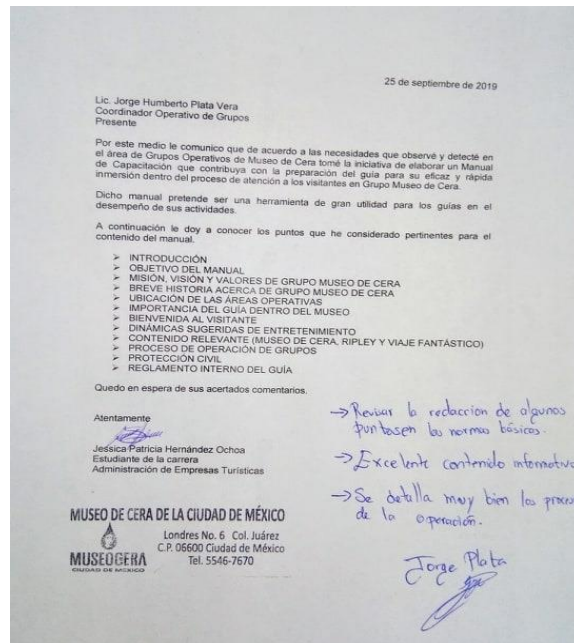 25 de septiembre de 2019
Lic. Jorge Humberto Plata Vera
Coordinador Operativo de Grupos
Presente
Por este medio le comunico que de acuerdo a las necesidades que observé y detecté en
el área de Grupos Operativos de Museo de Cera tomé la iniciativa de elaborar un Manual
de Capacitación que contribuya con la preparación del guía para su eficaz y rápida
inmersión dentro del proceso de atención a los visitantes en Grupo Museo de Cera.
Dicho manual pretende ser una herramienta de gran utilidad para los guías en el
desempeño de sus actividades.
A continuación le doy a conocer los puntos que he considerado pertinentes para el
contenido del manual.
➤ INTRODUCCIÓN
➤ OBJETIVO DEL MANUAL
➤ MISIÓN, VISIÓN Y VALORES DE GRUPO MUSEO DE CERA
➤ BREVE HISTORIA ACERCA DE GRUPO MUSEO DE CERA
➤ UBICACIÓN DE LAS ÁREAS OPERATIVAS
➤ IMPORTANCIA DEL GUÍA DENTRO DEL MUSEO
➤ BIENVENIDA AL VISITANTE
➤ DINÁMICAS SUGERIDAS DE ENTRETENIMIENTO
➤ CONTENIDO RELEVANTE (MUSEO DE CERA, RIPLEY Y VIAJE FANTÁSTICO)
➤ PROCESO DE OPERACIÓN DE GRUPOS
➤ PROTECCIÓN CIVIL
➤ REGLAMENTO INTERNO DEL GUÍA
Quedo en espera de sus acertados comentarios.
Atentamente
Jessica Patricia Hernández Ochoa
Estudiante de la carrera
Administración de Empresas Turísticas
→ Revisar la redacción de algunos
puntos en las normas básicas.
→ Excelente contenido informativo
→ Se detalla muy bien los proces
de la operación.
Jorge Plata
MUSEO DE CERA DE LA CIUDAD DE MÉXICO
Londres No. 6 Col. Juárez
C.P. 06600 Ciudad de México
Tel. 5546-7670
MUSEOCERA
CIUDAD DE MÉXICO